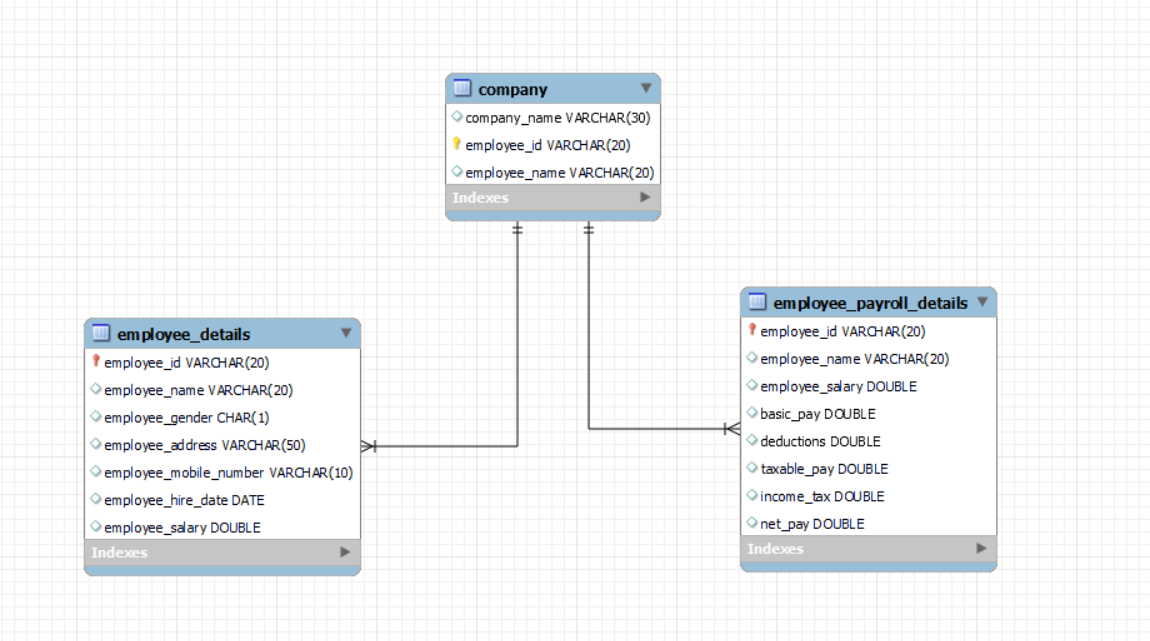 company
company_name VARCHAR(30)
employee_id VARCHAR(20)
employee_name VARCHAR(20)
Indexes
employee_details
employee_id VARCHAR(20)
employee_name VARCHAR(20)
employee_gender CHAR(1)
employee_address VARCHAR(50)
employee_mobile_number VARCHAR(10)
employee_hire_date DATE
employee_salary DOUBLE
Indexes
employee_payroll_details
employee_id VARCHAR(20)
employee_name VARCHAR(20)
employee_salary DOUBLE
basic_pay DOUBLE
deductions DOUBLE
taxable_pay DOUBLE
income_tax DOUBLE
net_pay DOUBLE
Indexes